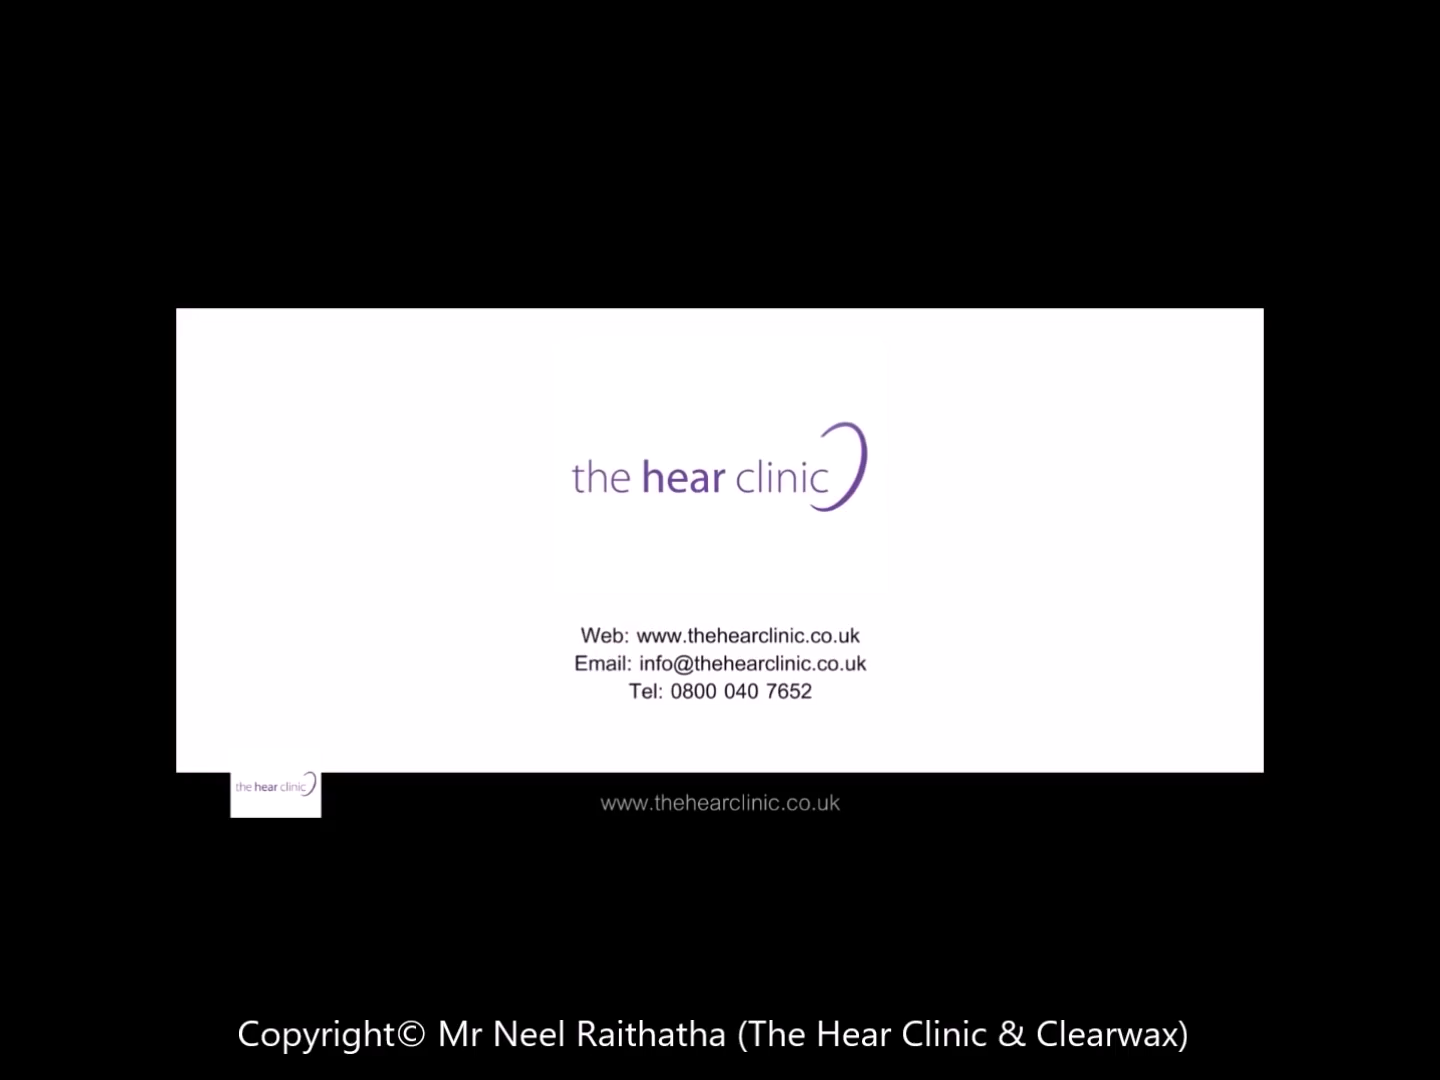 the hear clinic
Web: www.thehearclinic.co.uk
Email: info@thehearclinic.co.uk
Tel: 0800 040 7652
the hear clinic
www.thehearclinic.co.uk
Copyright© Mr Neel Raithatha (The Hear Clinic & Clearwax)